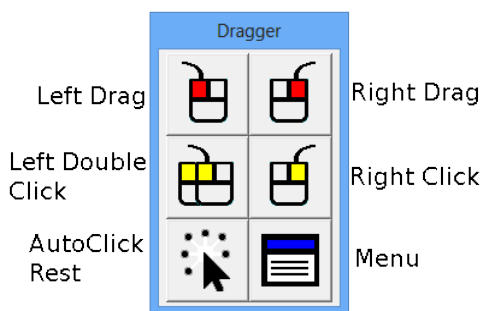 Dragger
Left Drag
Right Drag
Left Double
Click
Right Click
AutoClick
Rest
Menu